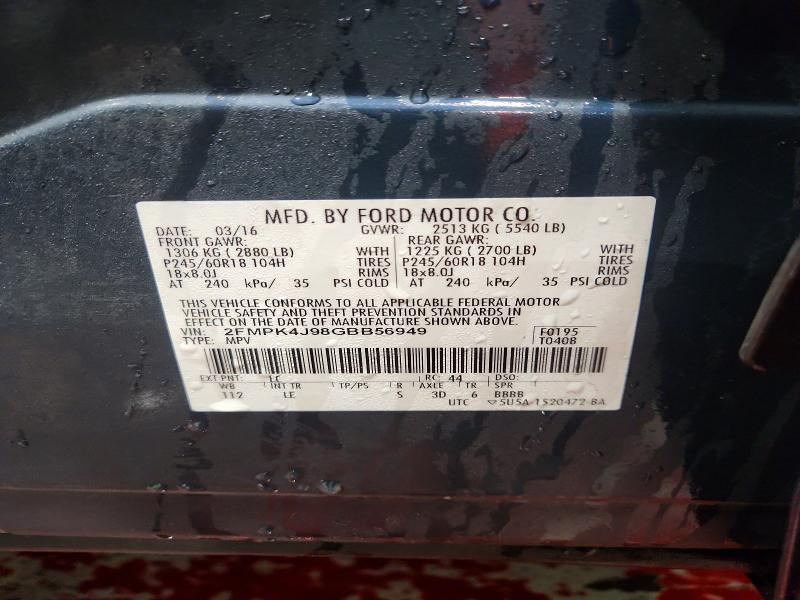 MFD. BY FORD MOTOR CO.
DATE: 03/16 GVWR: 2513 KG ( 5540 LB)
FRONT GAWR: REAR GAWR:
1306 KG ( 2880 LB) WITH 1225 KG ( 2700 LB) WITH
P245/60R18 104H TIRES P245/60R18 104H TIRES
18x8.0J RIMS 18x8.0J RIMS
AT 240 kPa/ 35 PSI COLD AT 240 kPa/ 35 PSI COLD
THIS VEHICLE CONFORMS TO ALL APPLICABLE FEDERAL MOTOR
VEHICLE SAFETY AND THEFT PREVENTION STANDARDS IN
EFFECT ON THE DATE OF MANUFACTURE SHOWN ABOVE.
VIN: 2FMPK4J98GBB56949 F0195
TYPE: MPV T0408
EXT PNT: RC: 44 DSO:
WB INT TR TP/PS R AXLE TR SPR
112 LE S 3D 6 BBBB
UTC ▽5U5A-1520472-BA